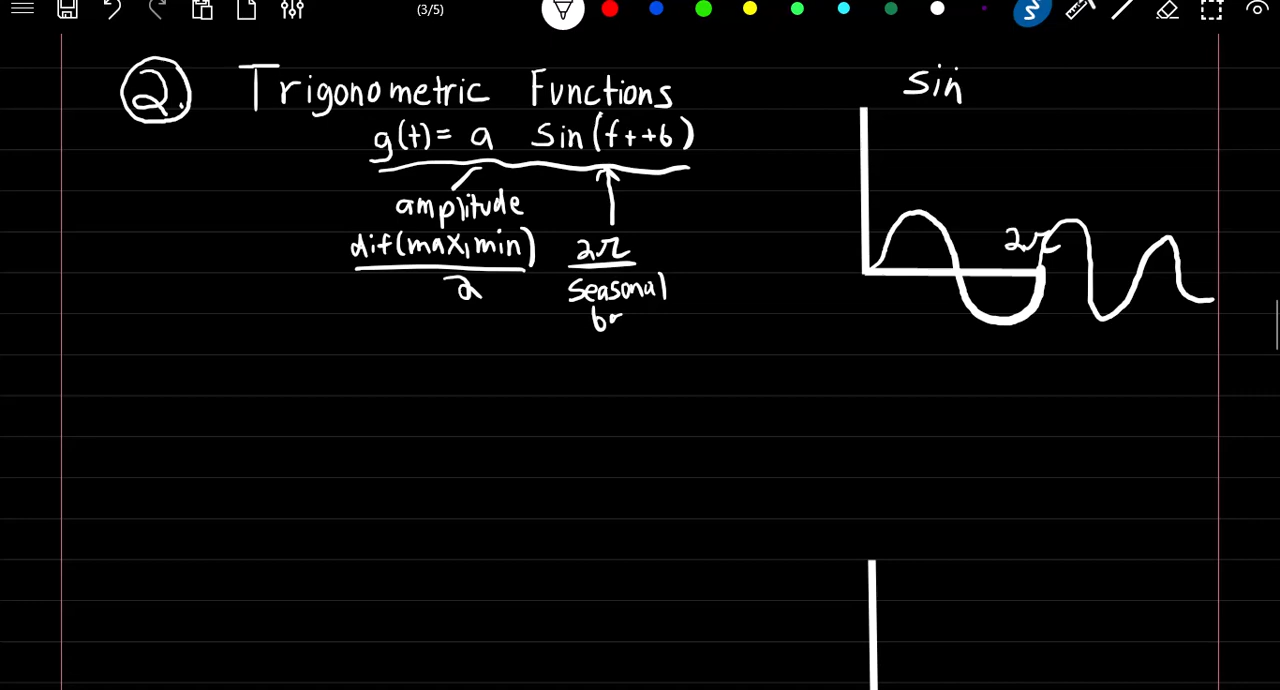 (3/5)
2. Trigonometric Functions
g(t) = a sin(ft+b)
amplitude
dif(max, min)
2
2π
seasonal
sin
2π